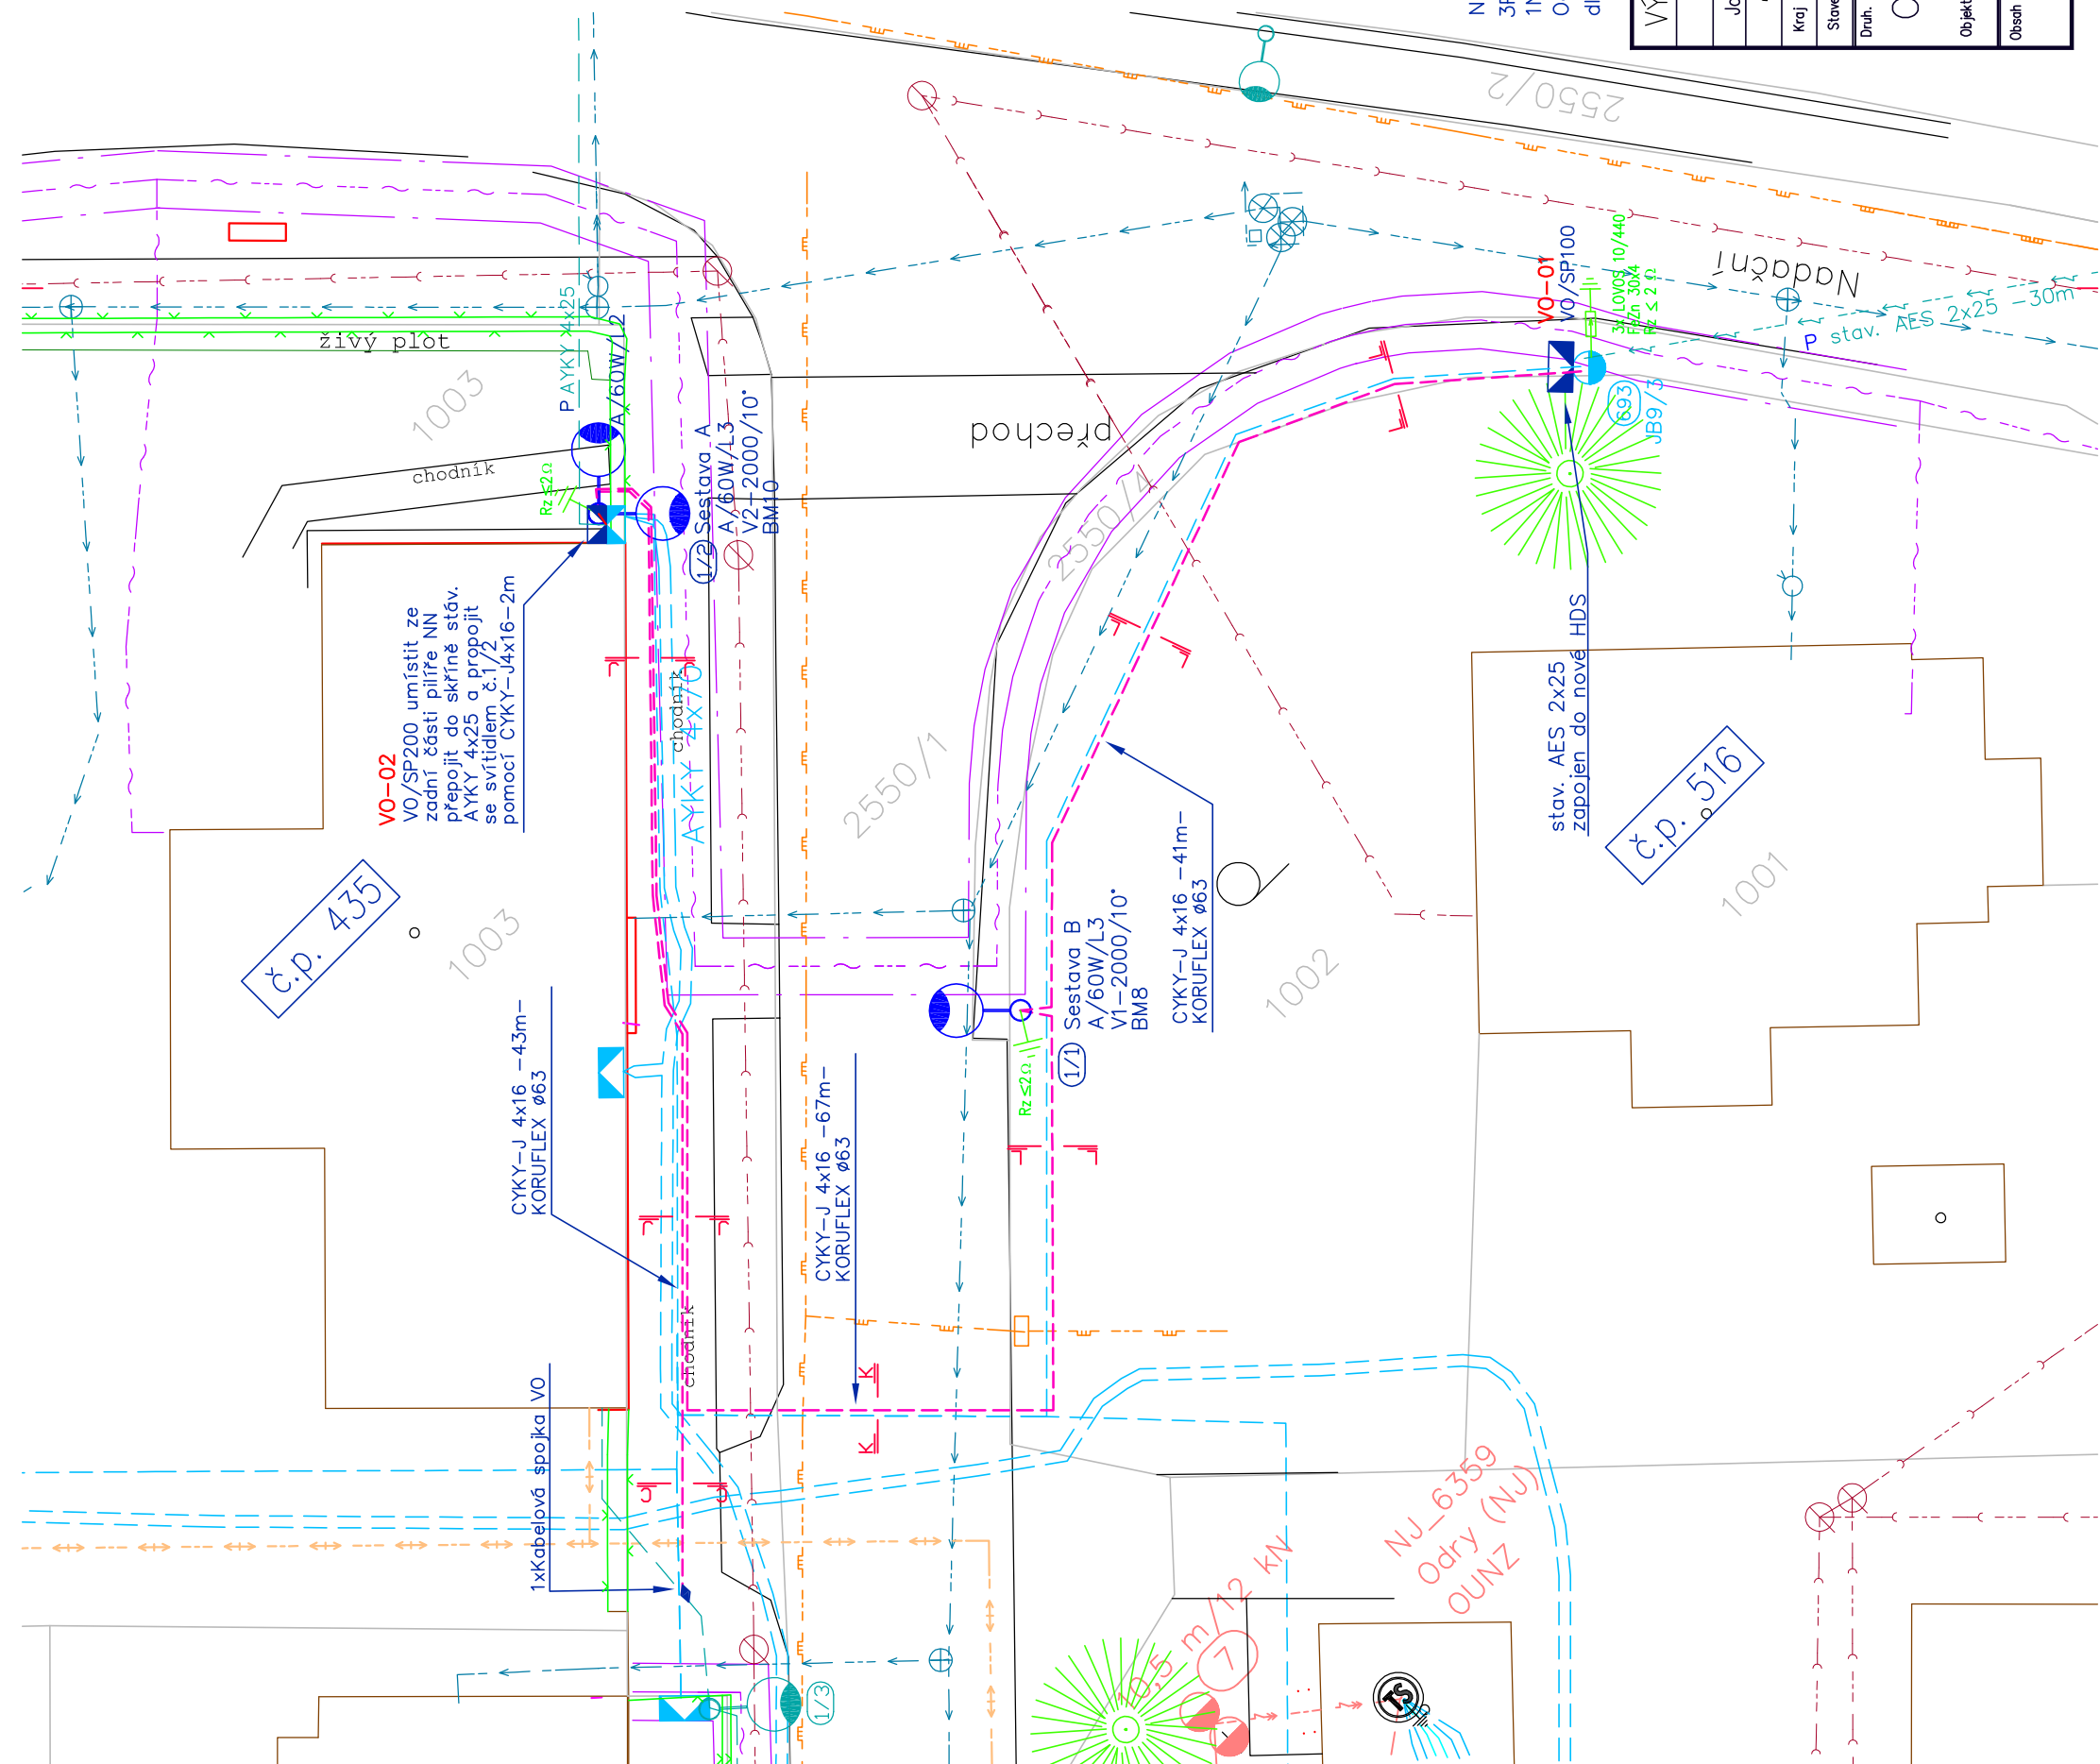 2550/2
Nadační
stav. AES 2x25 -30m
P
VO-01
VO/SP100
3x LOVOS 10/440
FeZn 30x4
Rz ≤ 2 Ω
693
JB9/3
živý plot
1003
P AYKY 4x25
A/60W/L2
chodník
Rz ≤2Ω
1/2
Sestava A
A/60W/L3
V2-2000/10°
BM10
přechod
2550/4
VO-02
VO/SP200 umístit ze
zadní části pilíře NN
přepojit do skříně stáv.
AYKY 4x25 a propojit
se svítidlem č.1/2
pomocí CYKY-J4x16-2m
chodník
AYKY 4x70
2550/1
stav. AES 2x25
zapojen do nové HDS
č.p. 516
1001
č.p. 435
1003
CYKY-J 4x16 -41m-
KORUFLEX ø63
Sestava B
A/60W/L3
V1-2000/10°
BM8
1/1
Rz ≤2Ω
1002
CYKY-J 4x16 -43m-
KORUFLEX ø63
CYKY-J 4x16 -67m-
KORUFLEX ø63
chodník
K
K
1xKabelová spojka VO
NJ_6359
Odry (NJ)
OUNZ
10,5 m/12 kN
7
TS
1/3
Kraj
Druh.
Objekt
Obsah